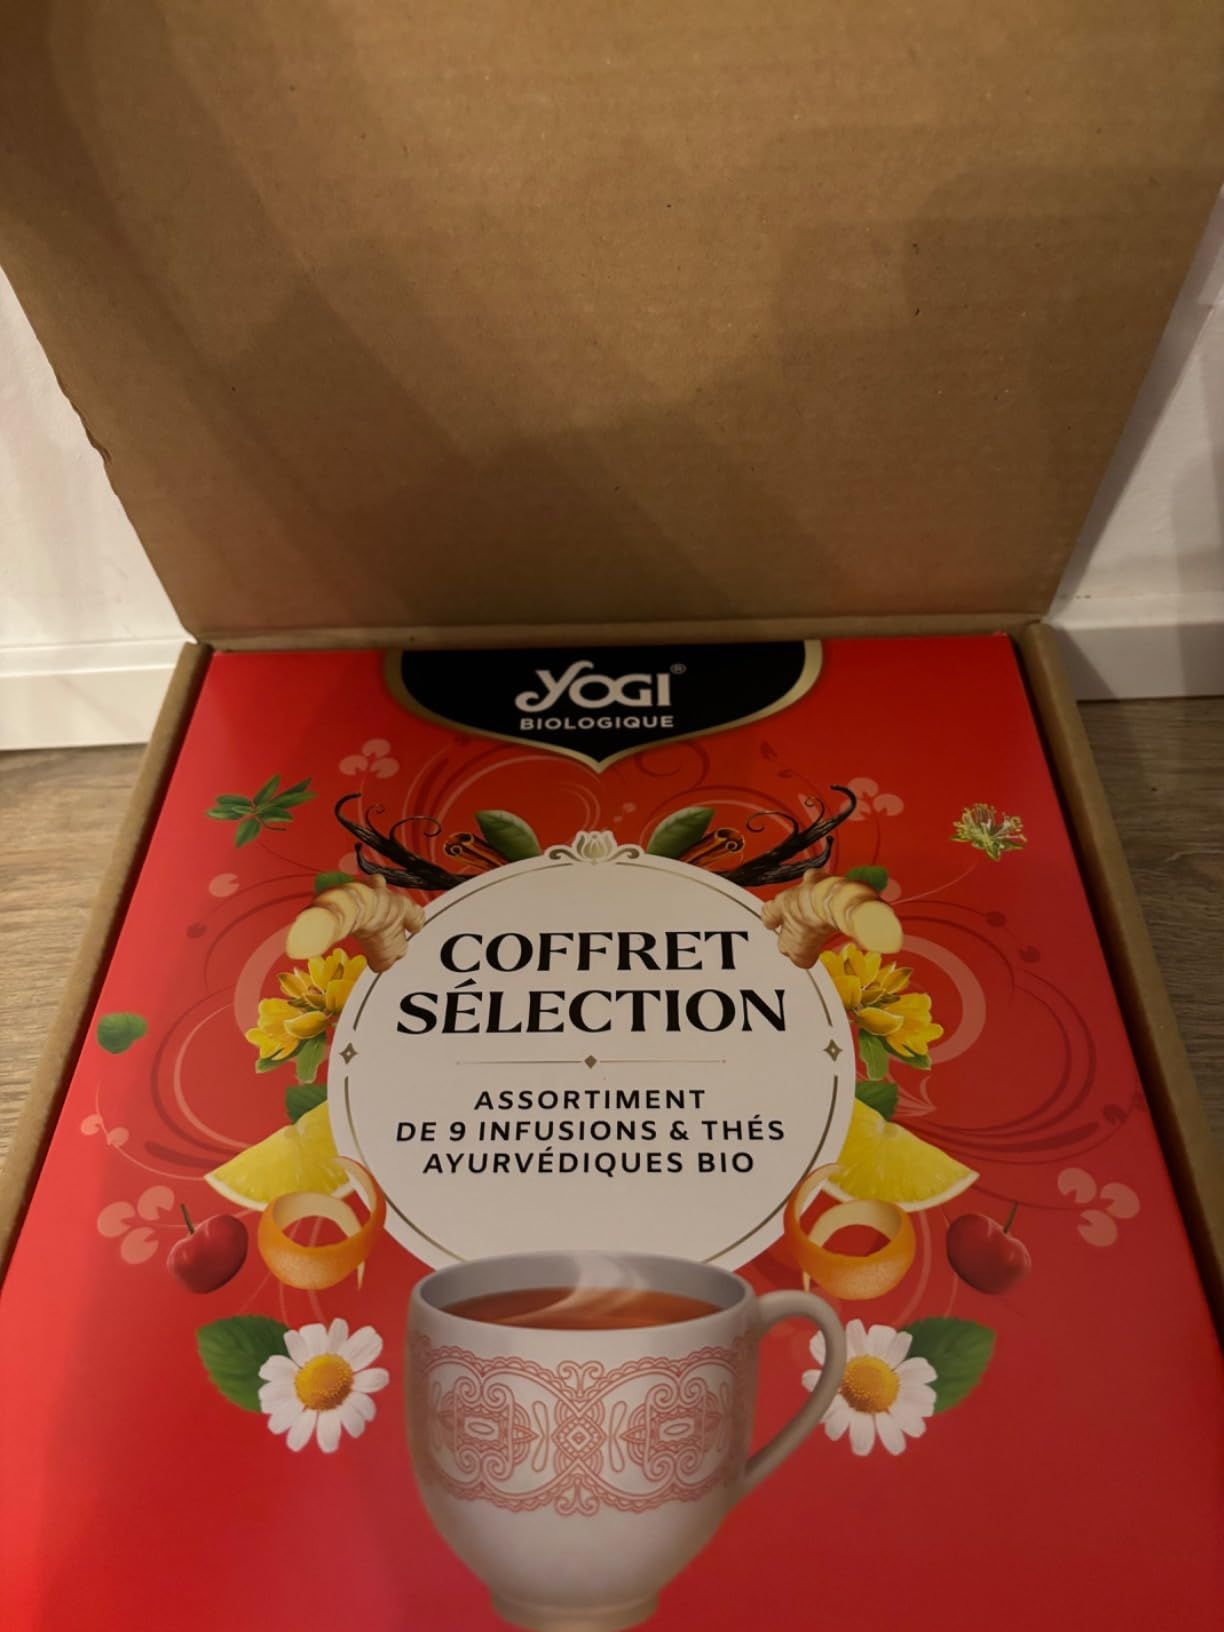 YOGI®
BIOLOGIQUE
COFFRET
SÉLECTION
ASSORTIMENT
DE 9 INFUSIONS & THÉS
AYURVÉDIQUES BIO